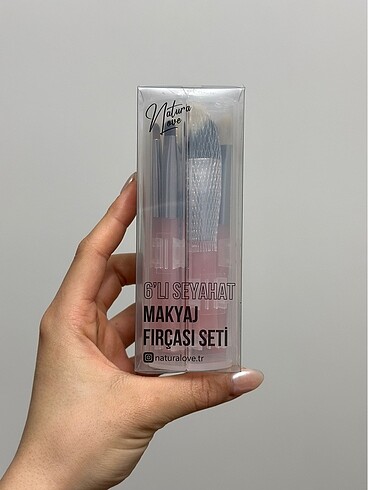 Natura
Love
6'LI SEYAHAT
MAKYAJ
FIRÇASI SETİ
naturalove.tr